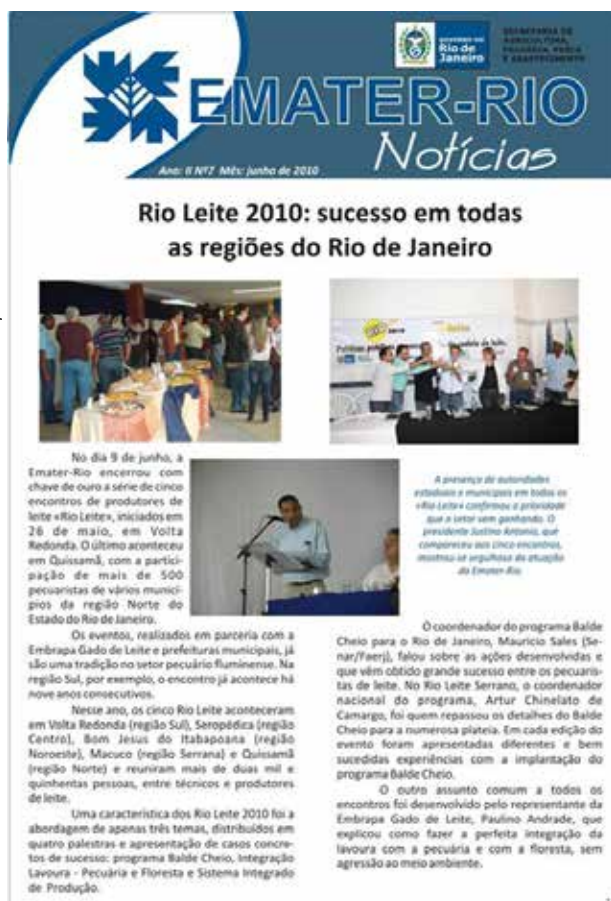 GOVERNO DO
Rio de
Janeiro
SECRETARIA DE
AGRICULTURA,
PECUÁRIA, PESCA
E ABASTECIMENTO
EMATER-RIO
Notícias
Ano: II Nº7 Mês: junho de 2010
Rio Leite 2010: sucesso em todas
as regiões do Rio de Janeiro
No dia 9 de junho, a
Emater-Rio encerrou com
chave de ouro a série de cinco
encontros de produtores de
leite «Rio Leite», iniciados em
26 de maio, em Volta
Redonda. O último aconteceu
em Quissamã, com a partici-
pação de mais de 500
pecuaristas de vários municí-
pios da região Norte do
Estado do Rio de Janeiro.
Os eventos, realizados em parceria com a
Embrapa Gado de Leite e prefeituras municipais, já
são uma tradição no setor pecuário fluminense. Na
região Sul, por exemplo, o encontro já acontece há
nove anos consecutivos.
Nesse ano, os cinco Rio Leite aconteceram
em Volta Redonda (região Sul), Seropédica (região
Centro), Bom Jesus do Itabapoana (região
Noroeste), Macuco (região Serrana) e Quissamã
(região Norte) e reuniram mais de duas mil e
quinhentas pessoas, entre técnicos e produtores
de leite.
Uma característica dos Rio Leite 2010 foi a
abordagem de apenas três temas, distribuídos em
quatro palestras e apresentação de casos concre-
tos de sucesso: programa Balde Cheio, Integração
Lavoura - Pecuária e Floresta e Sistema Integrado
de Produção.
A presença de autoridades
estaduais e municipais em todos os
«Rio Leite» confirmou a prioridade
que o setor vem ganhando. O
presidente Justino Antonio, que
compareceu aos cinco encontros,
mostrou-se orgulhoso da atuação
da Emater-Rio.
O coordenador do programa Balde
Cheio para o Rio de Janeiro, Mauricio Sales (Se-
nar/Faerj), falou sobre as ações desenvolvidas e
que vêm obtido grande sucesso entre os pecuaris-
tas de leite. No Rio Leite Serrano, o coordenador
nacional do programa, Artur Chinelato de
Camargo, foi quem repassou os detalhes do Balde
Cheio para a numerosa plateia. Em cada edição do
evento foram apresentadas diferentes e bem
sucedidas experiências com a implantação do
programa Balde Cheio.
O outro assunto comum a todos os
encontros foi desenvolvido pelo representante da
Embrapa Gado de Leite, Paulino Andrade, que
explicou como fazer a perfeita integração da
lavoura com a pecuária e com a floresta, sem
agressão ao meio ambiente.